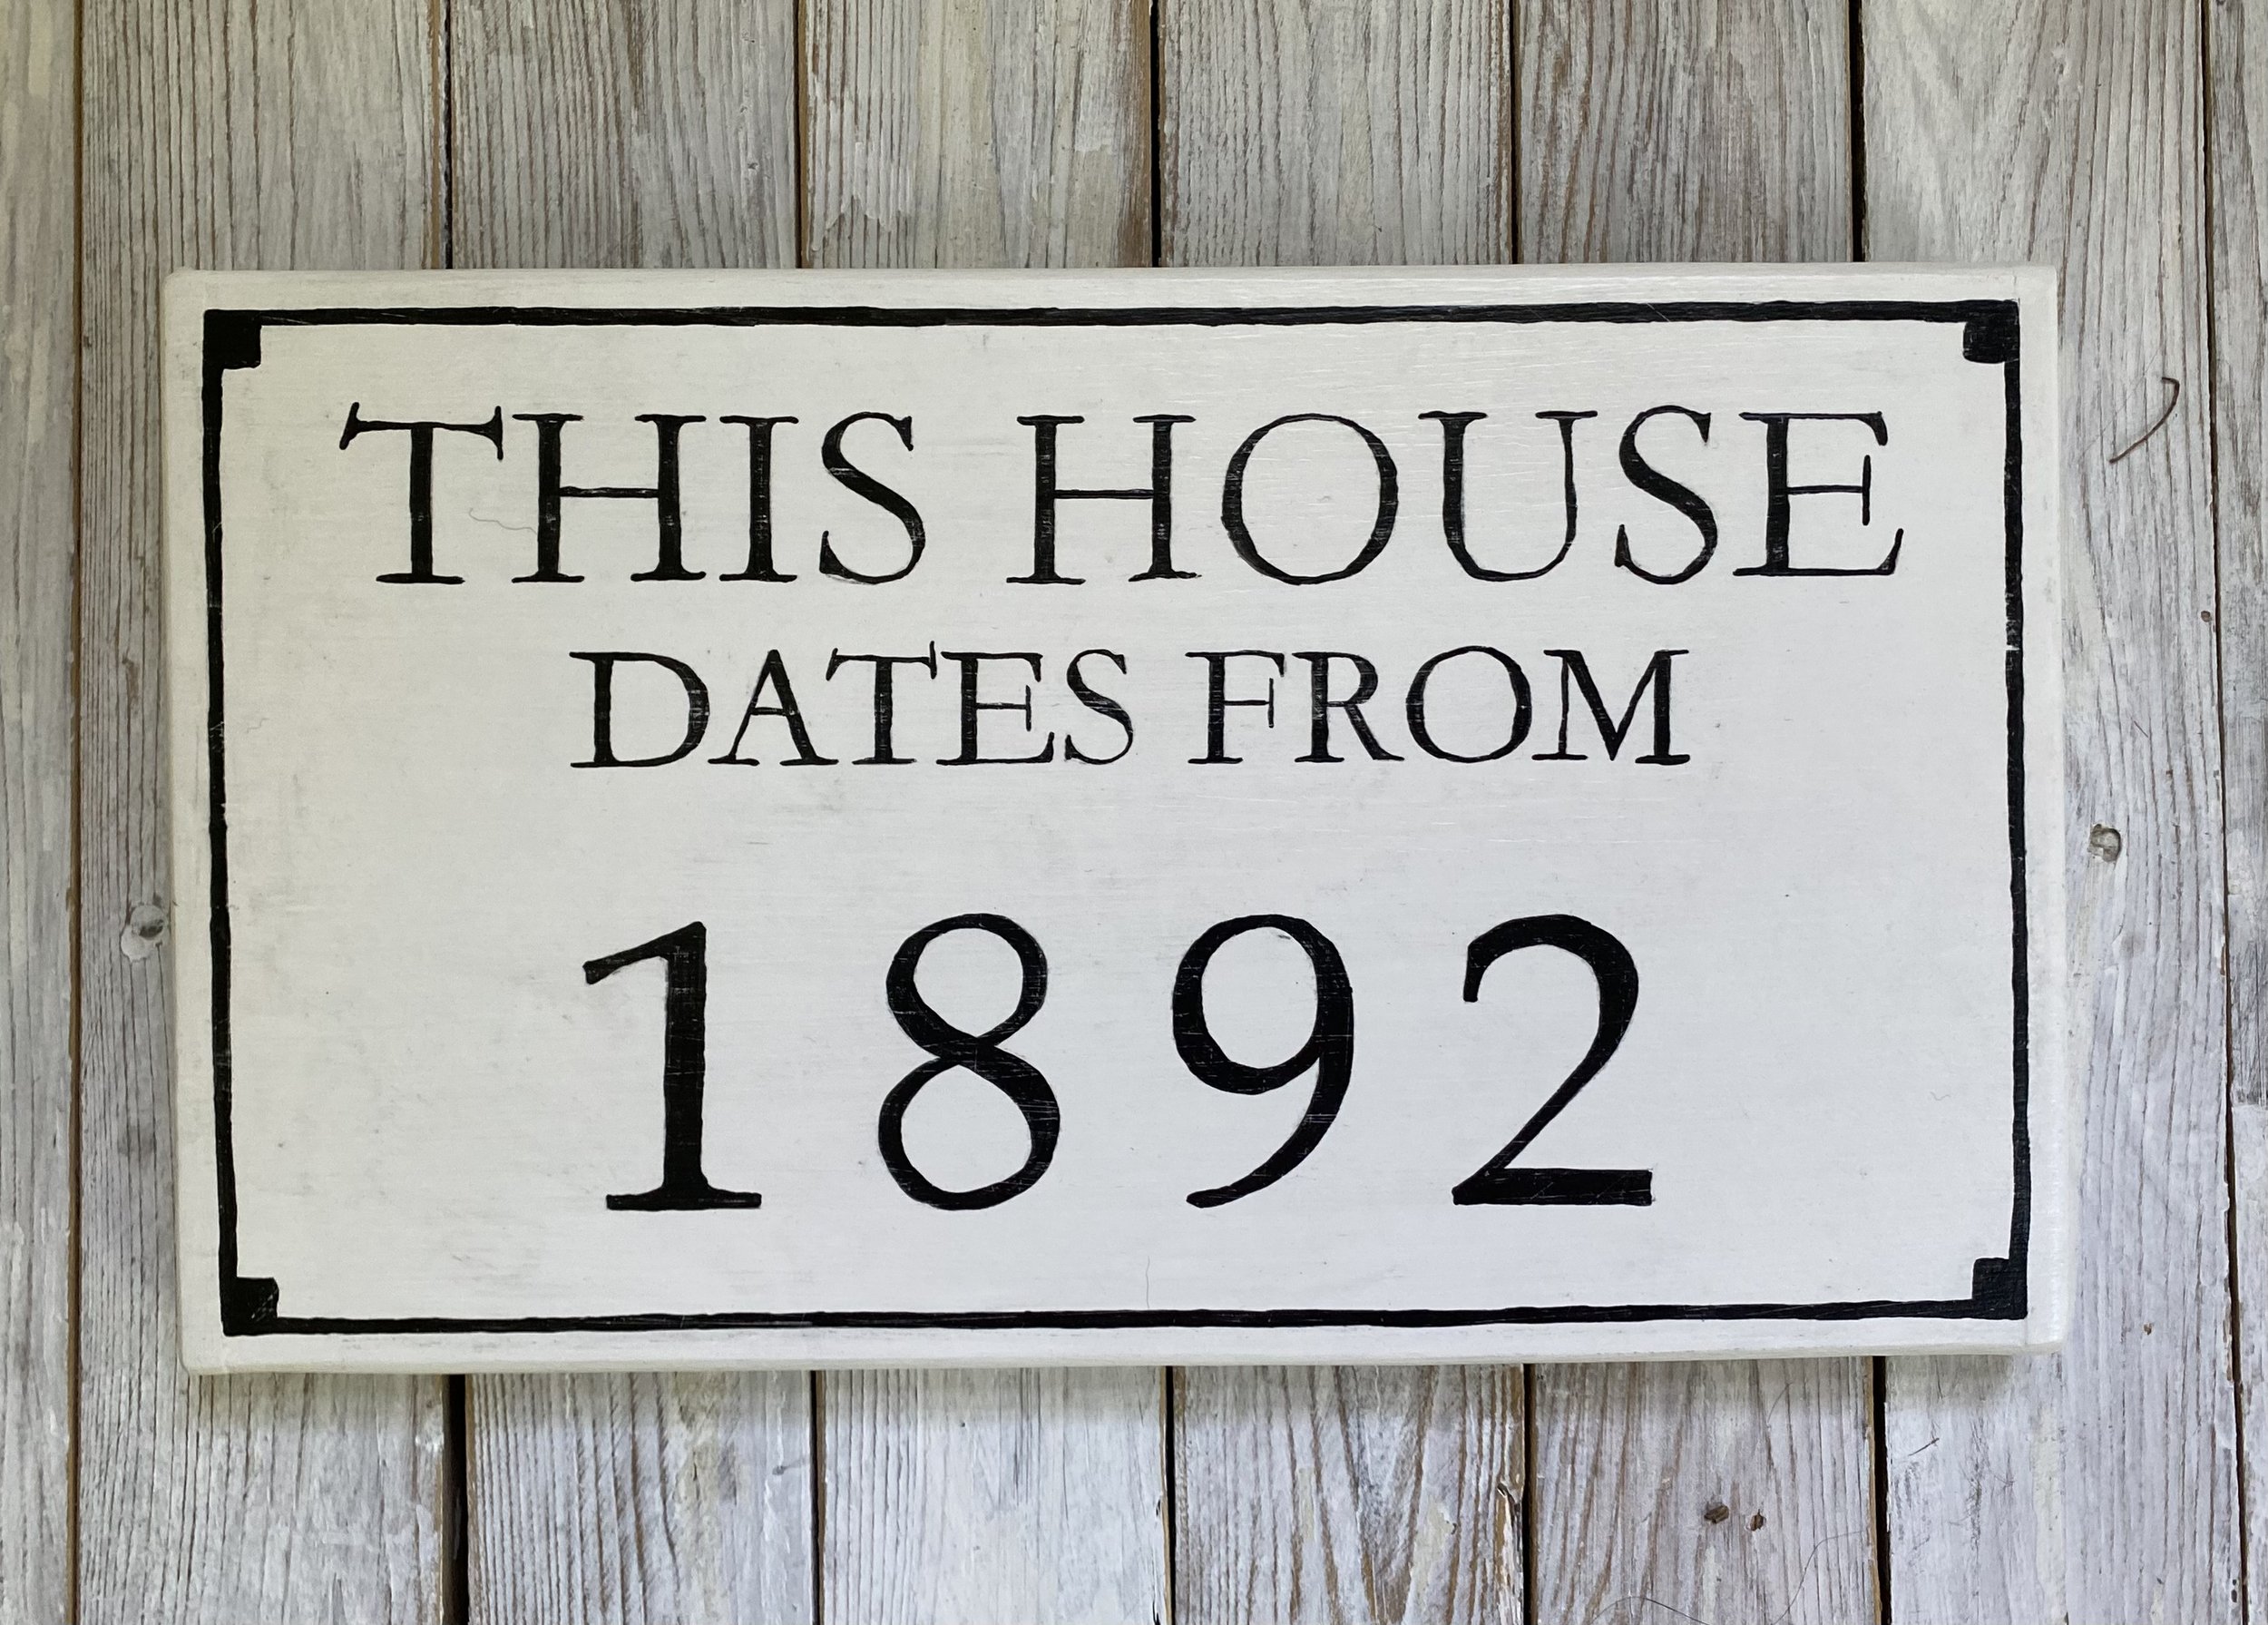 THIS HOUSE
DATES FROM
1892